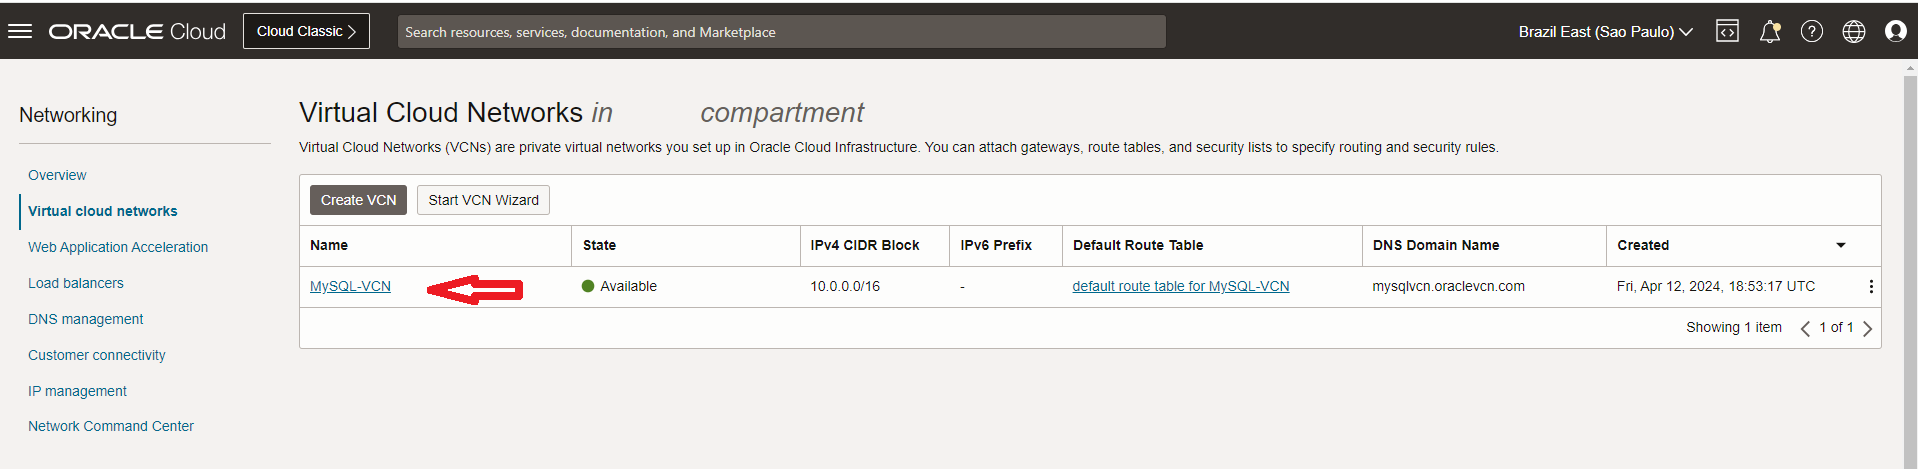 ORACLE Cloud Cloud Classic > Search resources, services, documentation, and Marketplace Brazil East (Sao Paulo)
Networking
Overview
Virtual cloud networks
Web Application Acceleration
Load balancers
DNS management
Customer connectivity
IP management
Network Command Center
Virtual Cloud Networks in compartment
Virtual Cloud Networks (VCNs) are private virtual networks you set up in Oracle Cloud Infrastructure. You can attach gateways, route tables, and security lists to specify routing and security rules.
Create VCN Start VCN Wizard
Name State IPv4 CIDR Block IPv6 Prefix Default Route Table DNS Domain Name Created
MySQL-VCN Available 10.0.0.0/16 - default route table for MySQL-VCN mysqlvcn.oraclevcn.com Fri, Apr 12, 2024, 18:53:17 UTC
Showing 1 item < 1 of 1 >